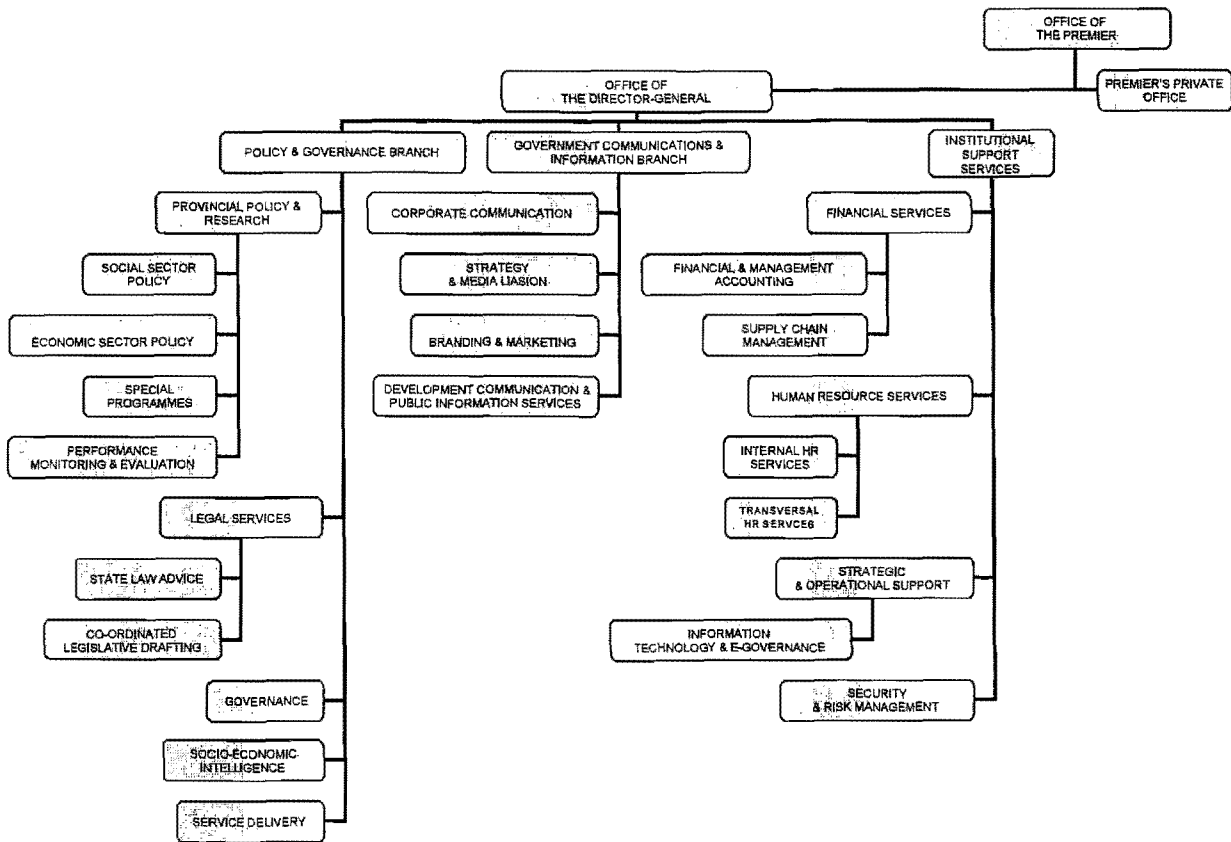 OFFICE OF
THE PREMIER
OFFICE OF
THE DIRECTOR-GENERAL
PREMIER'S PRIVATE
OFFICE
POLICY & GOVERNANCE BRANCH
GOVERNMENT COMMUNICATIONS &
INFORMATION BRANCH
INSTITUTIONAL
SUPPORT
SERVICES
PROVINCIAL POLICY &
RESEARCH
SOCIAL SECTOR
POLICY
ECONOMIC SECTOR POLICY
SPECIAL
PROGRAMMES
PERFORMANCE
MONITORING & EVALUATION
LEGAL SERVICES
STATE LAW ADVICE
CO-ORDINATED
LEGISLATIVE DRAFTING
GOVERNANCE
SOCIO-ECONOMIC
INTELLIGENCE
SERVICE DELIVERY
CORPORATE COMMUNICATION
STRATEGY
& MEDIA LIASION
BRANDING & MARKETING
DEVELOPMENT COMMUNICATION &
PUBLIC INFORMATION SERVICES
FINANCIAL SERVICES
FINANCIAL & MANAGEMENT
ACCOUNTING
SUPPLY CHAIN
MANAGEMENT
HUMAN RESOURCE SERVICES
INTERNAL HR
SERVICES
TRANSVERSAL
HR SERVCES
STRATEGIC
& OPERATIONAL SUPPORT
INFORMATION
TECHNOLOGY & E-GOVERNANCE
SECURITY
& RISK MANAGEMENT